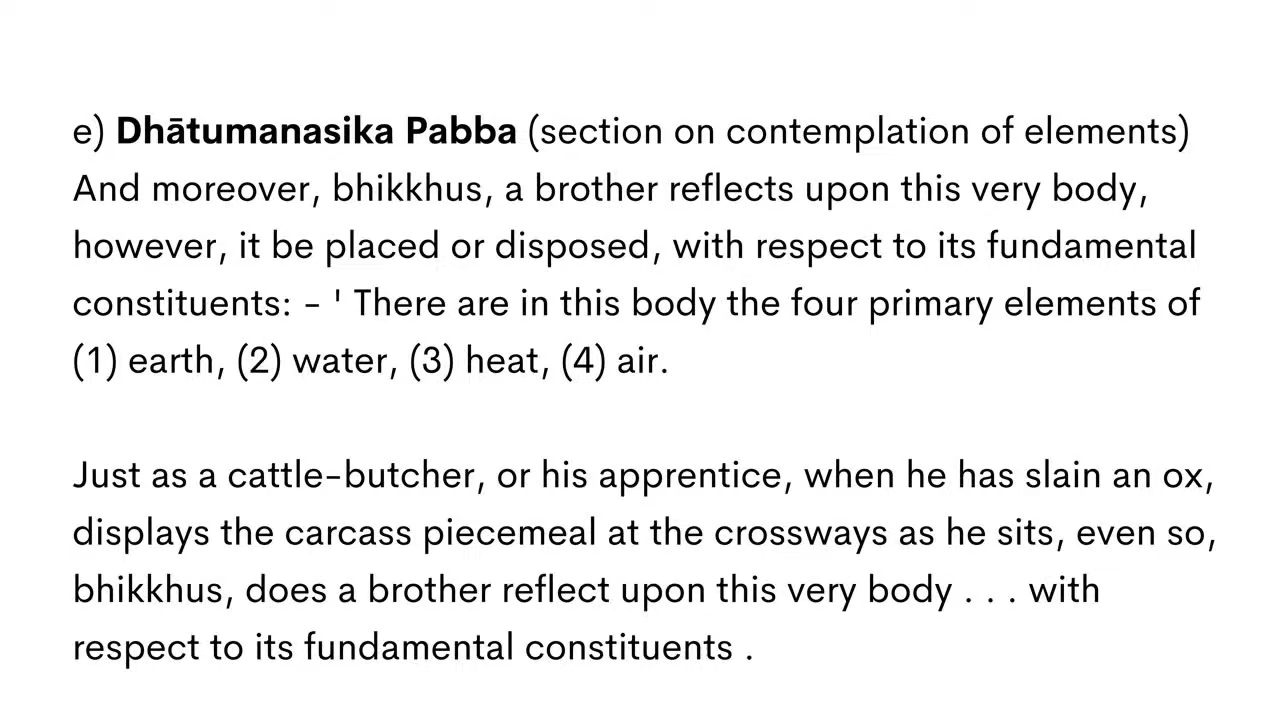 e) Dhātumanasika Pabba (section on contemplation of elements)
And moreover, bhikkhus, a brother reflects upon this very body,
however, it be placed or disposed, with respect to its fundamental
constituents: - ' There are in this body the four primary elements of
(1) earth, (2) water, (3) heat, (4) air.
Just as a cattle-butcher, or his apprentice, when he has slain an ox,
displays the carcass piecemeal at the crossways as he sits, even so,
bhikkhus, does a brother reflect upon this very body . . . with
respect to its fundamental constituents .